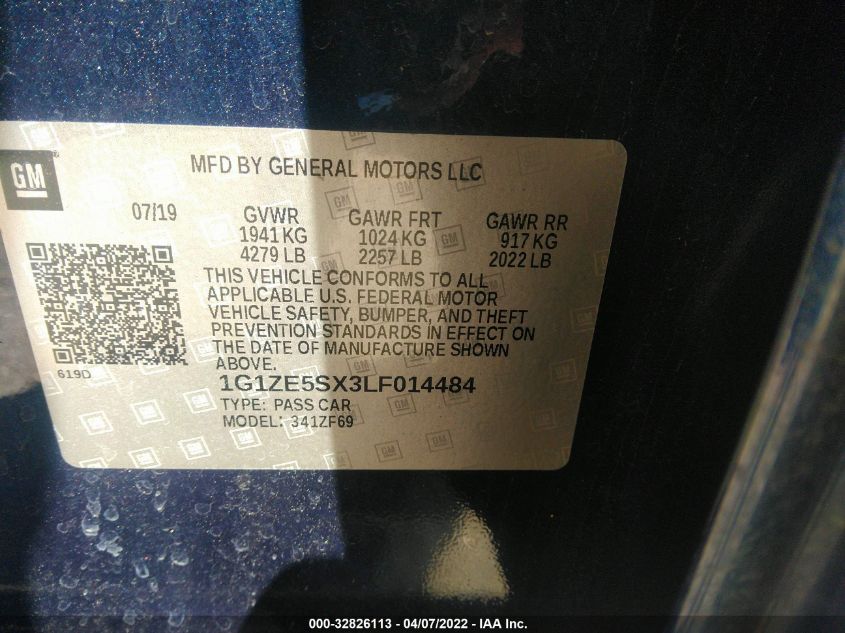 GM
MFD BY GENERAL MOTORS LLC
07/19
GVWR
1941 KG
4279 LB
GAWR FRT
1024 KG
2257 LB
GAWR RR
917 KG
2022 LB
THIS VEHICLE CONFORMS TO ALL
APPLICABLE U.S. FEDERAL MOTOR
VEHICLE SAFETY, BUMPER, AND THEFT
PREVENTION STANDARDS IN EFFECT ON
THE DATE OF MANUFACTURE SHOWN
ABOVE.
619D
1G1ZE5SX3LF014484
TYPE: PASS CAR
MODEL: 341ZF69
000-32826113 - 04/07/2022 - IAA Inc.